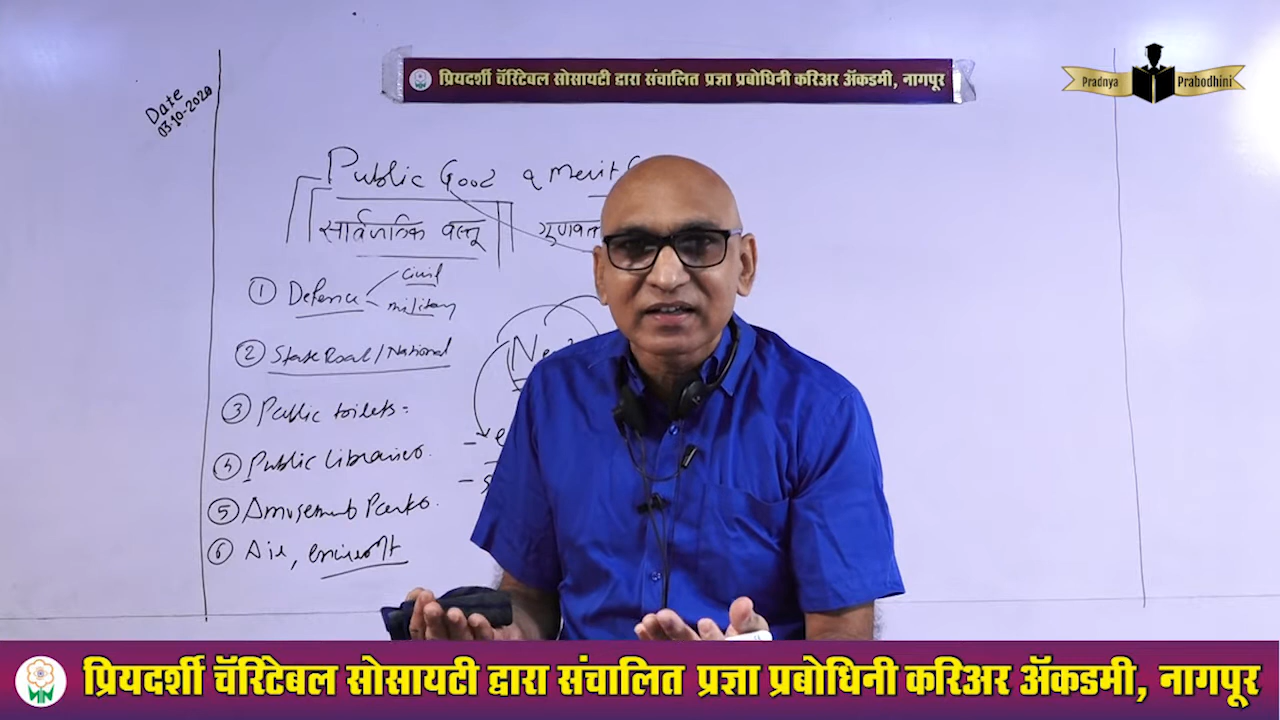 प्रियदर्शी चॅरिटेबल सोसायटी द्वारा संचालित प्रज्ञा प्रबोधिनी करिअर ॲकडमी, नागपूर
Pradnya Prabodhini
Date
03-10-2020
Public Good व Merit
सार्वजनिक वस्तू
① Defence civil
military
② State Road/National
③ Public toilets
④ Public Libraries.
⑤ Amusement Parks.
⑥ Air,
प्रियदर्शी चॅरिटेबल सोसायटी द्वारा संचालित प्रज्ञा प्रबोधिनी करिअर ॲकडमी, नागपूर